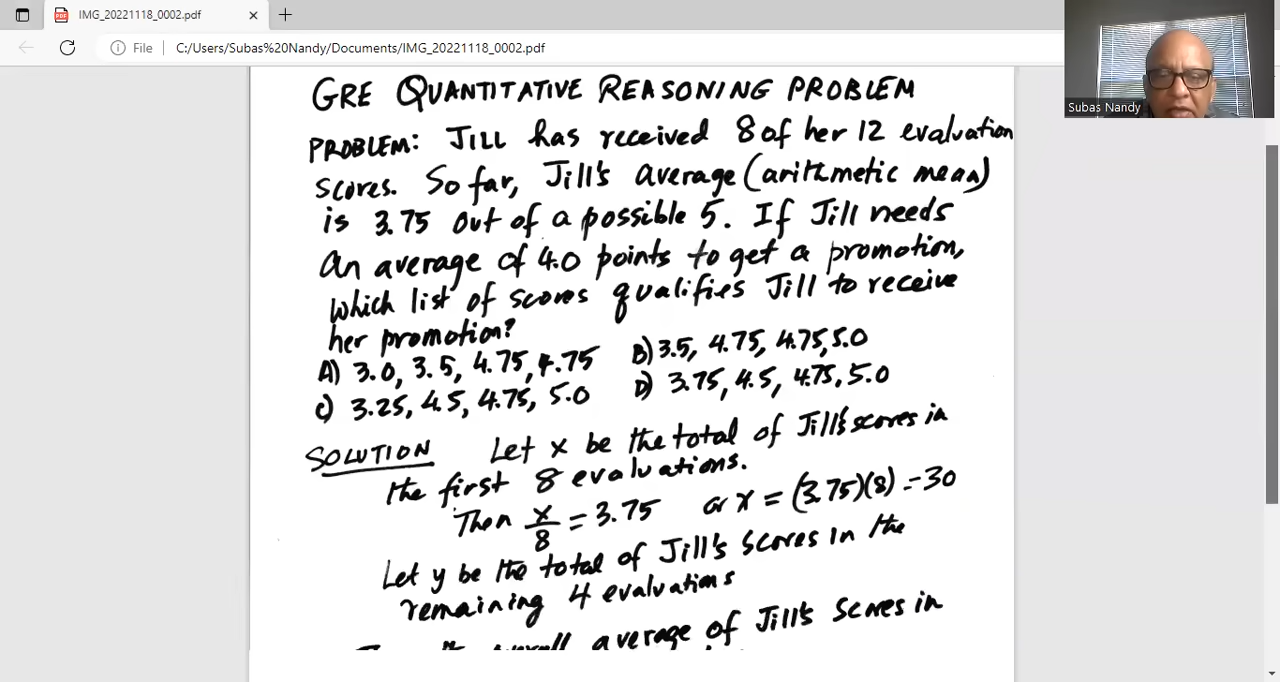 IMG_20221118_0002.pdf
File
C:/Users/Subas%20Nandy/Documents/IMG_20221118_0002.pdf
Subas Nandy
GRE QUANTITATIVE REASONING PROBLEM
PROBLEM: JILL has received 8 of her 12 evaluation
scores. So far, Jill's average (arithmetic mean)
is 3.75 out of a possible 5. If Jill needs
an average of 4.0 points to get a promotion,
which list of scores qualifies Jill to receive
her promotion?
A) 3.0, 3.5, 4.75, 4.75 B) 3.5, 4.75, 4.75, 5.0
C) 3.25, 4.5, 4.75, 5.0 D) 3.75, 4.5, 4.75, 5.0
SOLUTION Let x be the total of Jill's scores in
the first 8 evaluations.
Then x/8 = 3.75 or x = (3.75)(8) = 30
Let y be the total of Jill's scores in the
remaining 4 evaluations
overall average of Jill's scores in